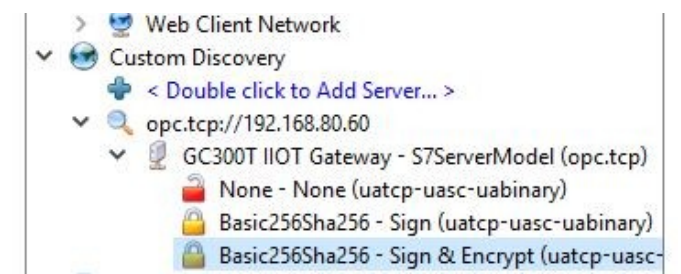 Web Client Network
Custom Discovery
< Double click to Add Server... >
opc.tcp://192.168.80.60
GC300T IIOT Gateway - S7ServerModel (opc.tcp)
None - None (uatcp-uasc-uabinary)
Basic256Sha256 - Sign (uatcp-uasc-uabinary)
Basic256Sha256 - Sign & Encrypt (uatcp-uasc-